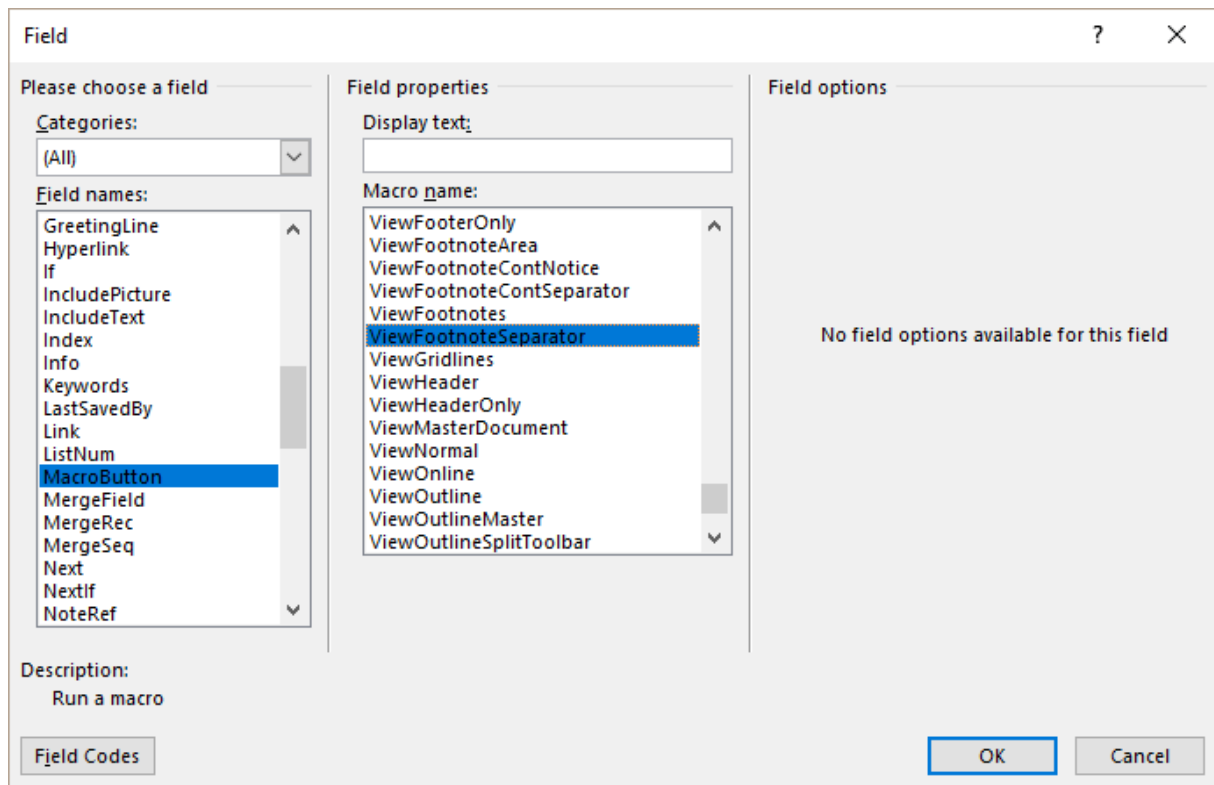 Field
?
Please choose a field
Categories:
(All)
Field names:
GreetingLine
Hyperlink
If
IncludePicture
IncludeText
Index
Info
Keywords
LastSavedBy
Link
ListNum
MacroButton
MergeField
MergeRec
MergeSeq
Next
NextIf
NoteRef
Field properties
Display text:
Macro name:
ViewFooterOnly
ViewFootnoteArea
ViewFootnoteContNotice
ViewFootnoteContSeparator
ViewFootnotes
ViewFootnoteSeparator
ViewGridlines
ViewHeader
ViewHeaderOnly
ViewMasterDocument
ViewNormal
ViewOnline
ViewOutline
ViewOutlineMaster
ViewOutlineSplitToolbar
Field options
No field options available for this field
Description:
Run a macro
Field Codes
OK
Cancel